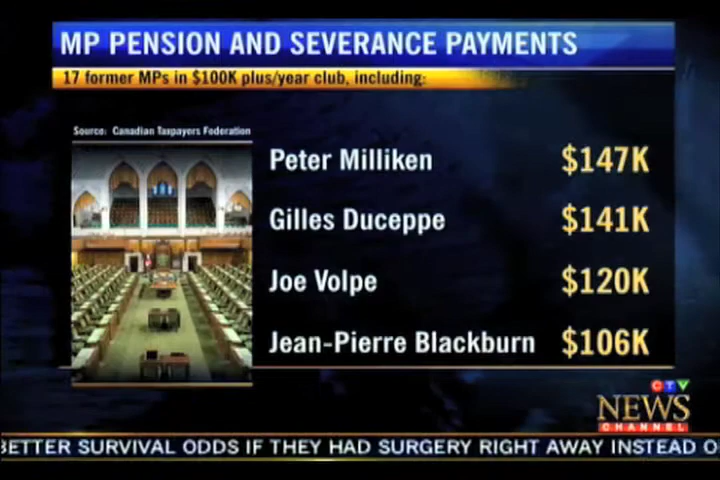 MP PENSION AND SEVERANCE PAYMENTS
17 former MPs in $100K plus/year club, including:
Source: Canadian Taxpayers Federation
Peter Milliken $147K
Gilles Duceppe $141K
Joe Volpe $120K
Jean-Pierre Blackburn $106K
CTV
NEWS
CHANNEL
BETTER SURVIVAL ODDS IF THEY HAD SURGERY RIGHT AWAY INSTEAD O